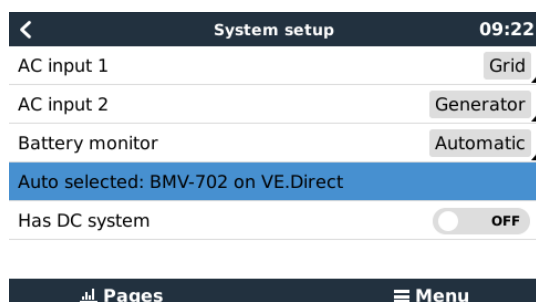 System setup 09:22
AC input 1 Grid
AC input 2 Generator
Battery monitor Automatic
Auto selected: BMV-702 on VE.Direct
Has DC system OFF
Pages Menu